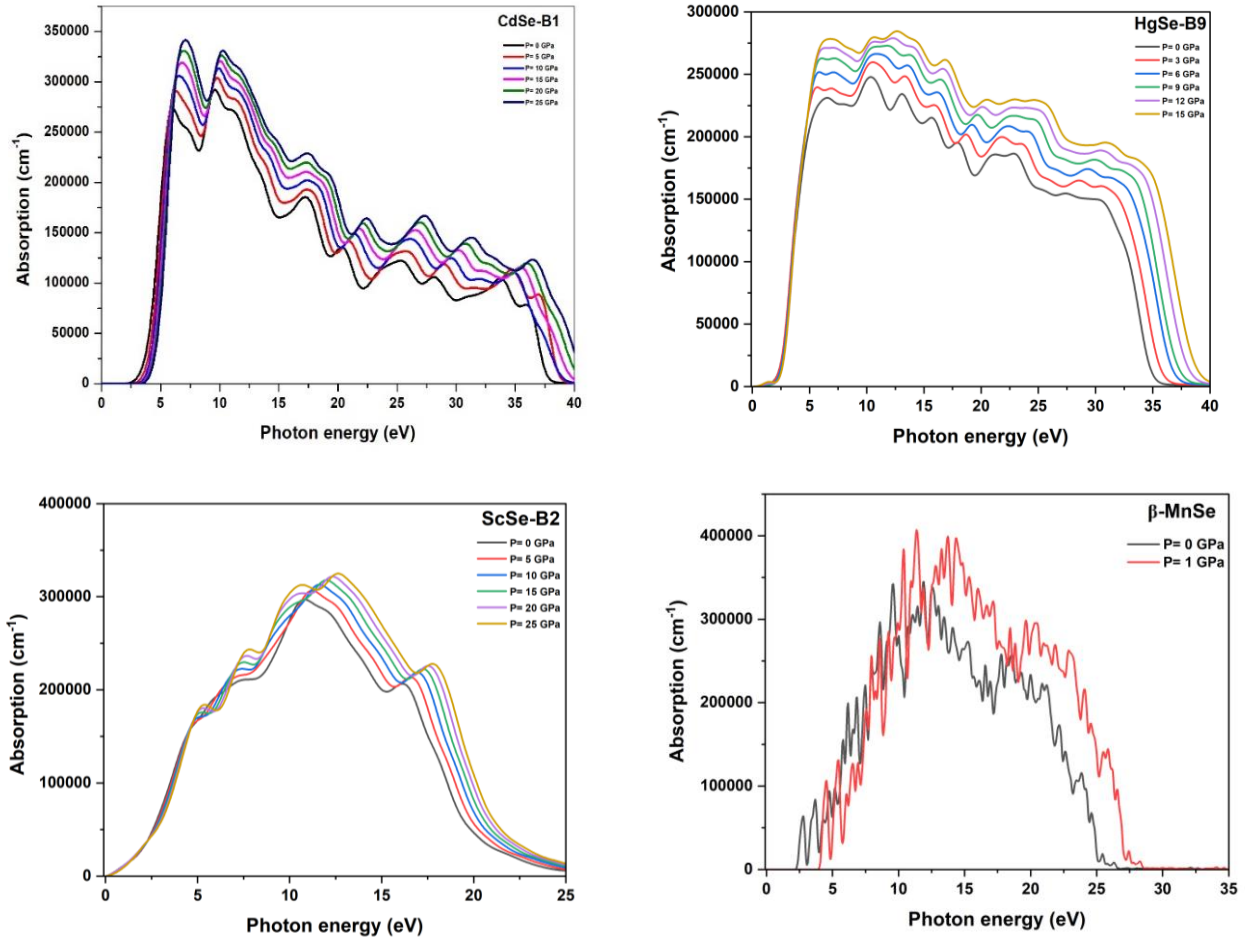 CdSe-B1
P= 0 GPa
P= 5 GPa
P= 10 GPa
P= 15 GPa
P= 20 GPa
P= 25 GPa
Absorption (cm⁻¹)
350000
300000
250000
200000
150000
100000
50000
0
0 5 10 15 20 25 30 35 40
Photon energy (eV)
HgSe-B9
P= 0 GPa
P= 3 GPa
P= 6 GPa
P= 9 GPa
P= 12 GPa
P= 15 GPa
Absorption (cm⁻¹)
300000
250000
200000
150000
100000
50000
0
0 5 10 15 20 25 30 35 40
Photon energy (eV)
ScSe-B2
P= 0 GPa
P= 5 GPa
P= 10 GPa
P= 15 GPa
P= 20 GPa
P= 25 GPa
Absorption (cm⁻¹)
400000
300000
200000
100000
0
0 5 10 15 20 25
Photon energy (eV)
β-MnSe
P= 0 GPa
P= 1 GPa
Absorption (cm⁻¹)
400000
300000
200000
100000
0
0 5 10 15 20 25 30 35
Photon energy (eV)